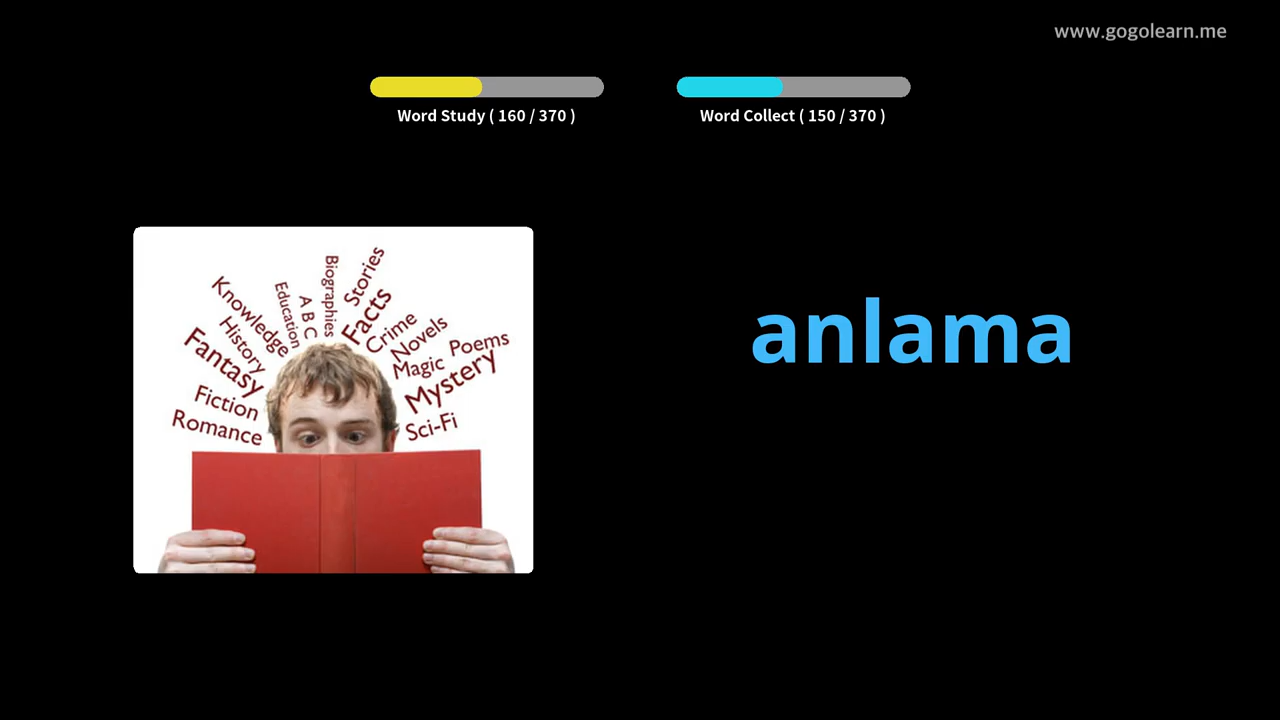 www.gogolearn.me
Word Study ( 160 / 370 )
Word Collect ( 150 / 370 )
Biographies
Stories
Education
A B C
Facts
Knowledge
Crime
History
Novels
Poems
Fantasy
Magic
Mystery
Fiction
Romance
Sci-Fi
anlama